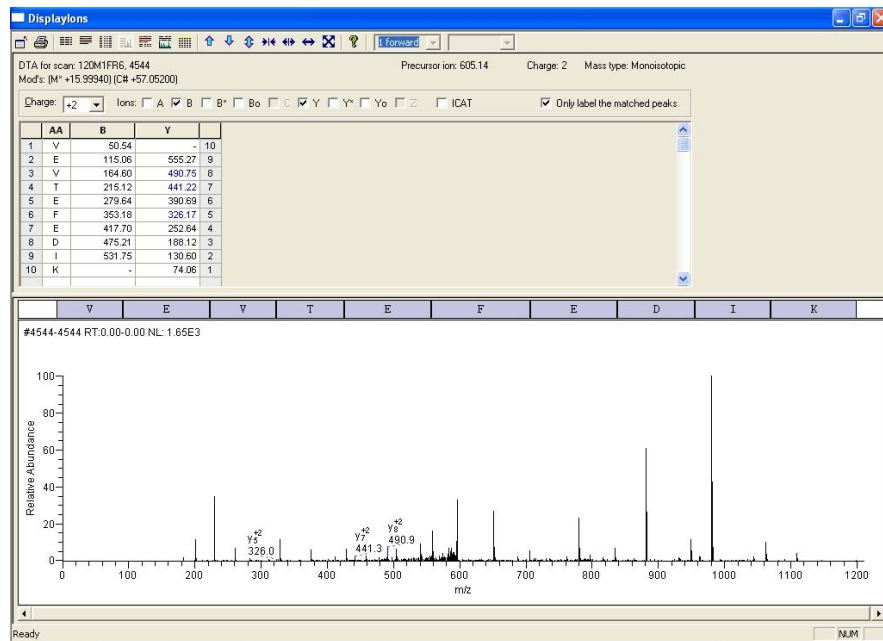 DisplayIons
1 forward
DTA for scan: 120M1FR6, 4544 Precursor ion: 605.14 Charge: 2 Mass type: Monoisotopic
Mod's: (M* +15.99940) (C# +57.05200)
Charge: +2 Ions: A B B* Bo C Y Y* Yo Z ICAT Only label the matched peaks
AA B Y
1 V 50.54 - 10
2 E 115.06 555.27 9
3 V 164.60 490.75 8
4 T 215.12 441.22 7
5 E 279.64 390.69 6
6 F 353.18 326.17 5
7 E 417.70 252.64 4
8 D 475.21 188.12 3
9 I 531.75 130.60 2
10 K - 74.06 1
V E V T E F E D I K
#4544-4544 RT:0.00-0.00 NL: 1.65E3
100
80
60
40
20
0
Relative Abundance
y5+2
326.0
y7+2
441.3
y8+2
490.9
0 100 200 300 400 500 600 700 800 900 1000 1100 1200
m/z
Ready NUM